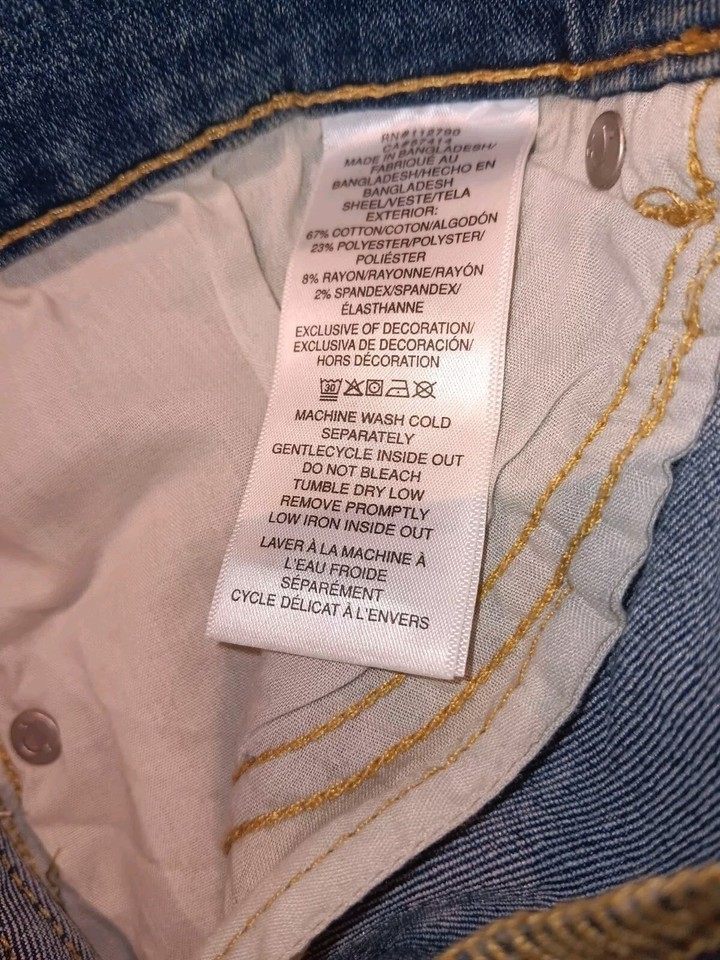 RN#118790
CA#57414
MADE IN BANGLADESH/
FABRIQUÉ AU
BANGLADESH/HECHO EN
BANGLADESH
SHEEL/VESTE/TELA
EXTERIOR:
67% COTTON/COTON/ALGODÓN
23% POLYESTER/POLYSTER/
POLIÉSTER
8% RAYON/RAYONNE/RAYÓN
2% SPANDEX/SPANDEX/
ÉLASTHANNE
EXCLUSIVE OF DECORATION/
EXCLUSIVA DE DECORACIÓN/
HORS DÉCORATION
30
MACHINE WASH COLD
SEPARATELY
GENTLECYCLE INSIDE OUT
DO NOT BLEACH
TUMBLE DRY LOW
REMOVE PROMPTLY
LOW IRON INSIDE OUT
LAVER À LA MACHINE À
L'EAU FROIDE
SÉPARÉMENT
CYCLE DÉLICAT À L'ENVERS